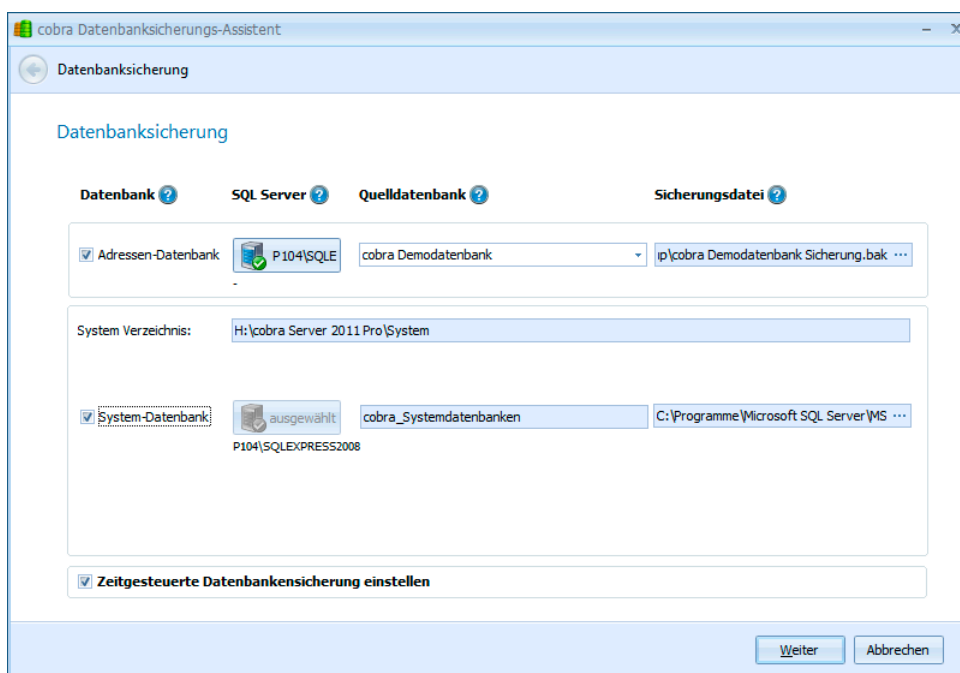 cobra Datenbanksicherungs-Assistent
Datenbanksicherung
Datenbanksicherung
Datenbank ? SQL Server ? Quelldatenbank ? Sicherungsdatei ?
Adressen-Datenbank P104\SQLE cobra Demodatenbank ıp\cobra Demodatenbank Sicherung.bak ...
-
System Verzeichnis: H:\cobra Server 2011 Pro\System
System-Datenbank ausgewählt cobra_Systemdatenbanken C:\Programme\Microsoft SQL Server\MS ...
P104\SQLEXPRESS2008
Zeitgesteuerte Datenbankensicherung einstellen
Weiter Abbrechen